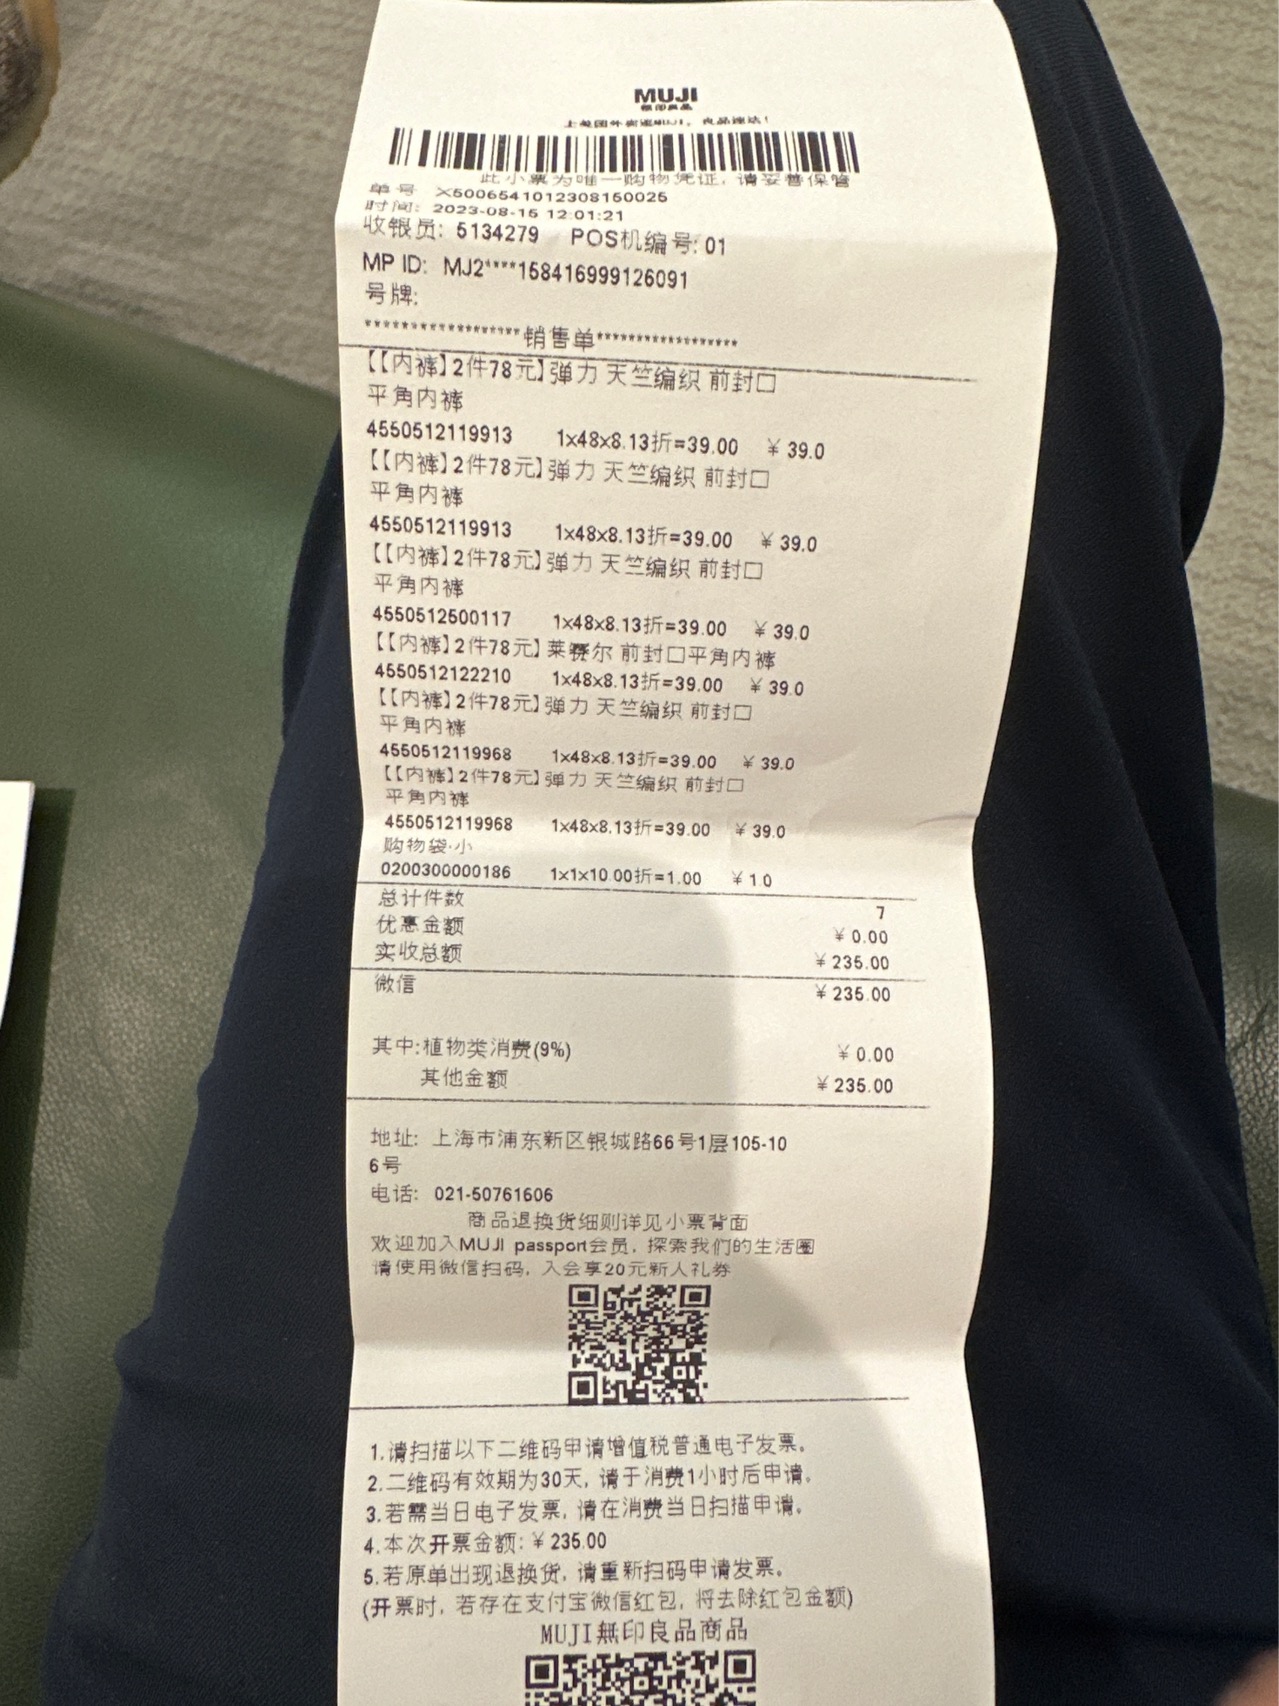 MUJI
無印良品
上美团外卖逛MUJI，良品速达！
此小票为唯一购物凭证，请妥善保管
单号 X5006541012308150025
时间: 2023-08-15 12:01:21
收银员: 5134279 POS机编号: 01
MP ID: MJ2****158416999126091
号牌:
*******************销售单******************
【【内裤】2件78元】弹力 天竺编织 前封口
平角内裤
4550512119913 1x48x8.13折=39.00 ￥39.0
【【内裤】2件78元】弹力 天竺编织 前封口
平角内裤
4550512119913 1x48x8.13折=39.00 ￥39.0
【【内裤】2件78元】弹力 天竺编织 前封口
平角内裤
4550512500117 1x48x8.13折=39.00 ￥39.0
【【内裤】2件78元】莱赛尔 前封口平角内裤
4550512122210 1x48x8.13折=39.00 ￥39.0
【【内裤】2件78元】弹力 天竺编织 前封口
平角内裤
4550512119968 1x48x8.13折=39.00 ￥39.0
【【内裤】2件78元】弹力 天竺编织 前封口
平角内裤
4550512119968 1x48x8.13折=39.00 ￥39.0
购物袋·小
0200300000186 1x1x10.00折=1.00 ￥1.0
总计件数 7
优惠金额 ￥0.00
实收总额 ￥235.00
微信 ￥235.00
其中:植物类消费(9%) ￥0.00
其他金额 ￥235.00
地址: 上海市浦东新区银城路66号1层105-10
6号
电话: 021-50761606
商品退换货细则详见小票背面
欢迎加入MUJI passport会员，探索我们的生活圈
请使用微信扫码，入会享20元新人礼券
1.请扫描以下二维码申请增值税普通电子发票。
2.二维码有效期为30天, 请于消费1小时后申请。
3.若需当日电子发票, 请在消费当日扫描申请。
4.本次开票金额: ￥235.00
5.若原单出现退换货, 请重新扫码申请发票。
(开票时, 若存在支付宝微信红包, 将去除红包金额)
MUJI無印良品商品